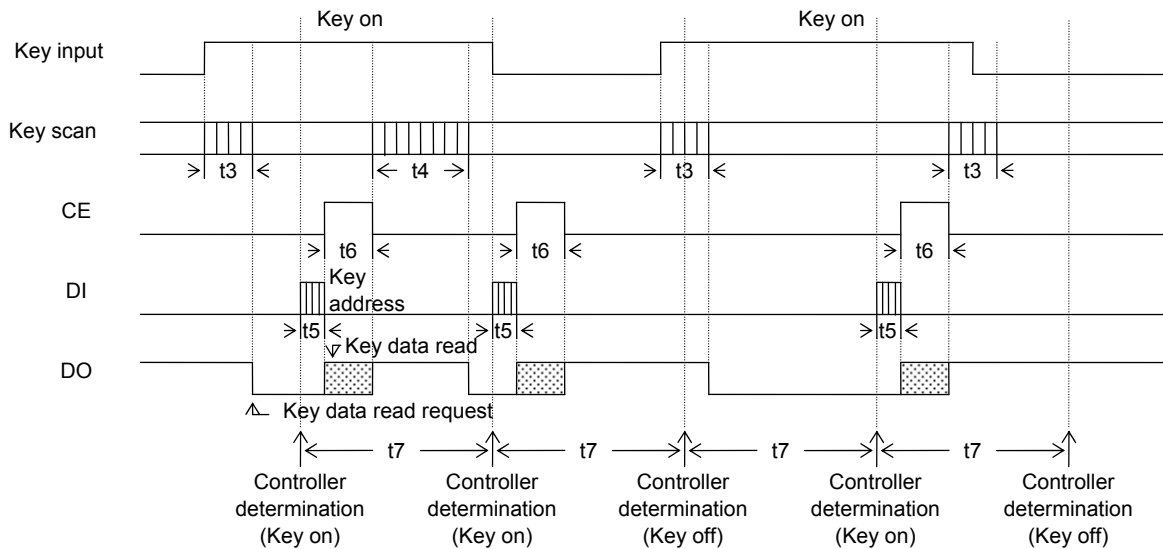 Key on Key on
Key input
Key scan
t3 t4 t3 t3
CE
t6 t6 t6
DI
Key
address
t5 t5 t5
Key data read
DO
Key data read request
t7 t7 t7 t7
Controller Controller Controller Controller Controller
determination determination determination determination determination
(Key on) (Key on) (Key off) (Key on) (Key off)